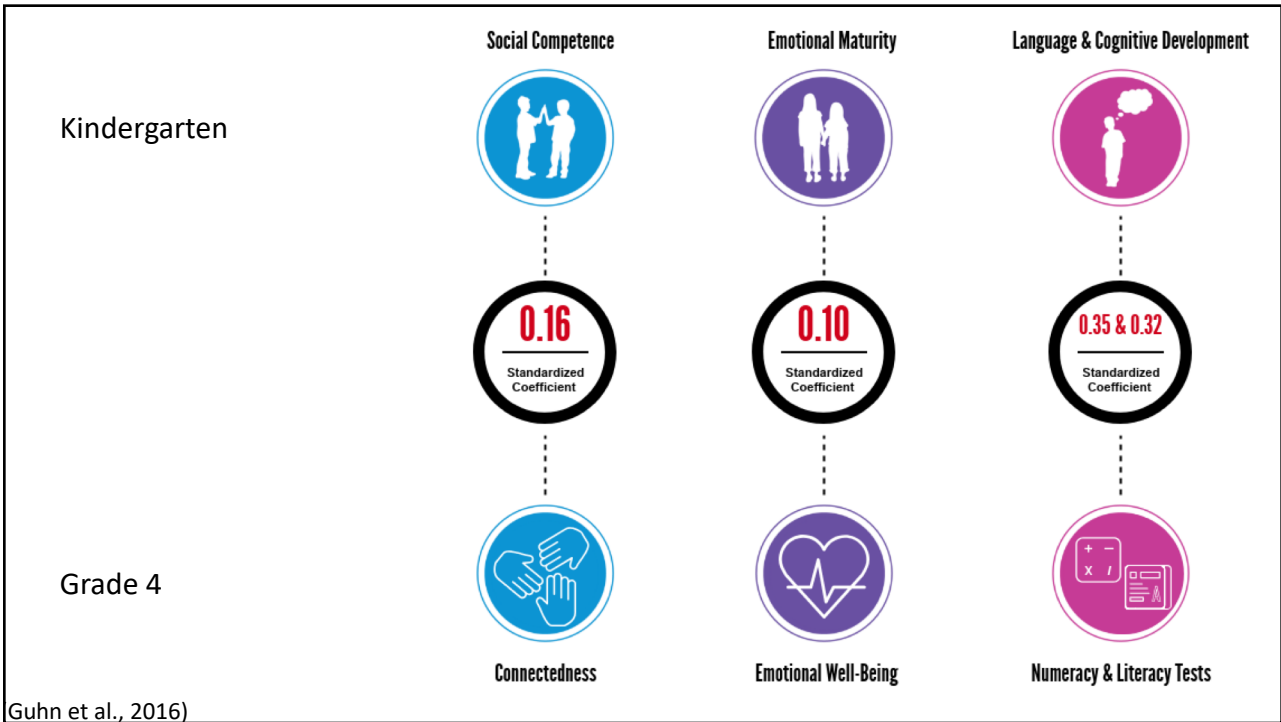 Social Competence
Emotional Maturity
Language & Cognitive Development
Kindergarten
0.16
Standardized
Coefficient
0.10
Standardized
Coefficient
0.35 & 0.32
Standardized
Coefficient
Grade 4
+ −
x /
A
Connectedness
Emotional Well-Being
Numeracy & Literacy Tests
Guhn et al., 2016)